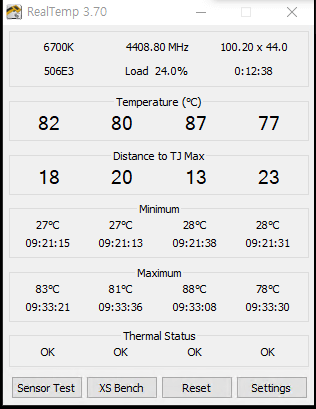 RealTemp 3.70
6700K 4408.80 MHz 100.20 x 44.0
506E3 Load 24.0% 0:12:38
Temperature (℃)
82 80 87 77
Distance to TJ Max
18 20 13 23
Minimum
27℃ 27℃ 28℃ 28℃
09:21:15 09:21:13 09:21:38 09:21:31
Maximum
83℃ 81℃ 88℃ 78℃
09:33:21 09:33:36 09:33:08 09:33:30
Thermal Status
OK OK OK OK
Sensor Test XS Bench Reset Settings